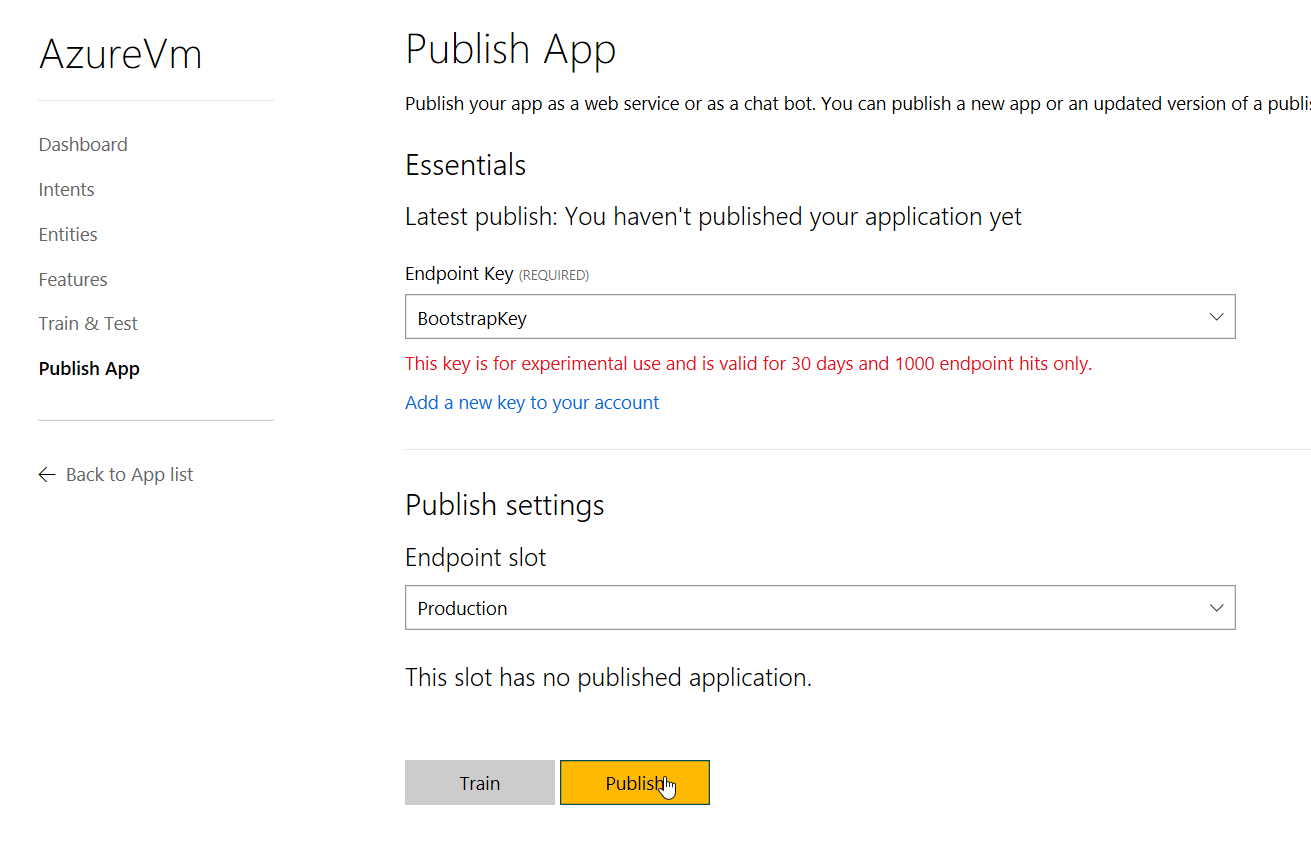 AzureVm
Dashboard
Intents
Entities
Features
Train & Test
Publish App
Back to App list
Publish App
Publish your app as a web service or as a chat bot. You can publish a new app or an updated version of a
Essentials
Latest publish: You haven't published your application yet
Endpoint Key (REQUIRED)
BootstrapKey
This key is for experimental use and is valid for 30 days and 1000 endpoint hits only.
Add a new key to your account
Publish settings
Endpoint slot
Production
This slot has no published application.
Train
Publish